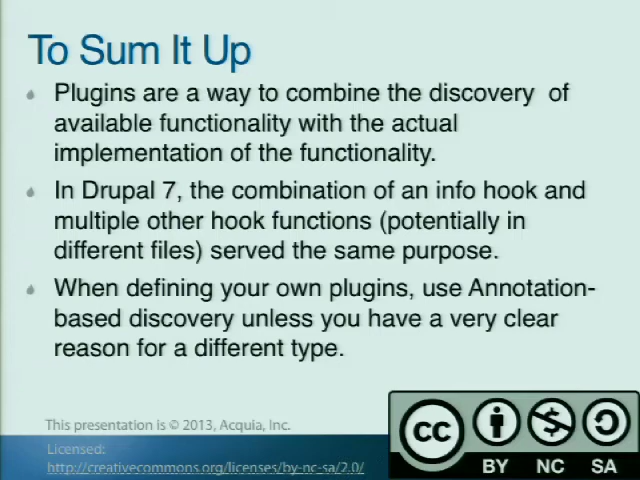 To Sum It Up
Plugins are a way to combine the discovery of
available functionality with the actual
implementation of the functionality.
In Drupal 7, the combination of an info hook and
multiple other hook functions (potentially in
different files) served the same purpose.
When defining your own plugins, use Annotation-
based discovery unless you have a very clear
reason for a different type.
This presentation is © 2013, Acquia, Inc.
Licensed:
http://creativecommons.org/licenses/by-nc-sa/2.0/
cc
BY NC SA